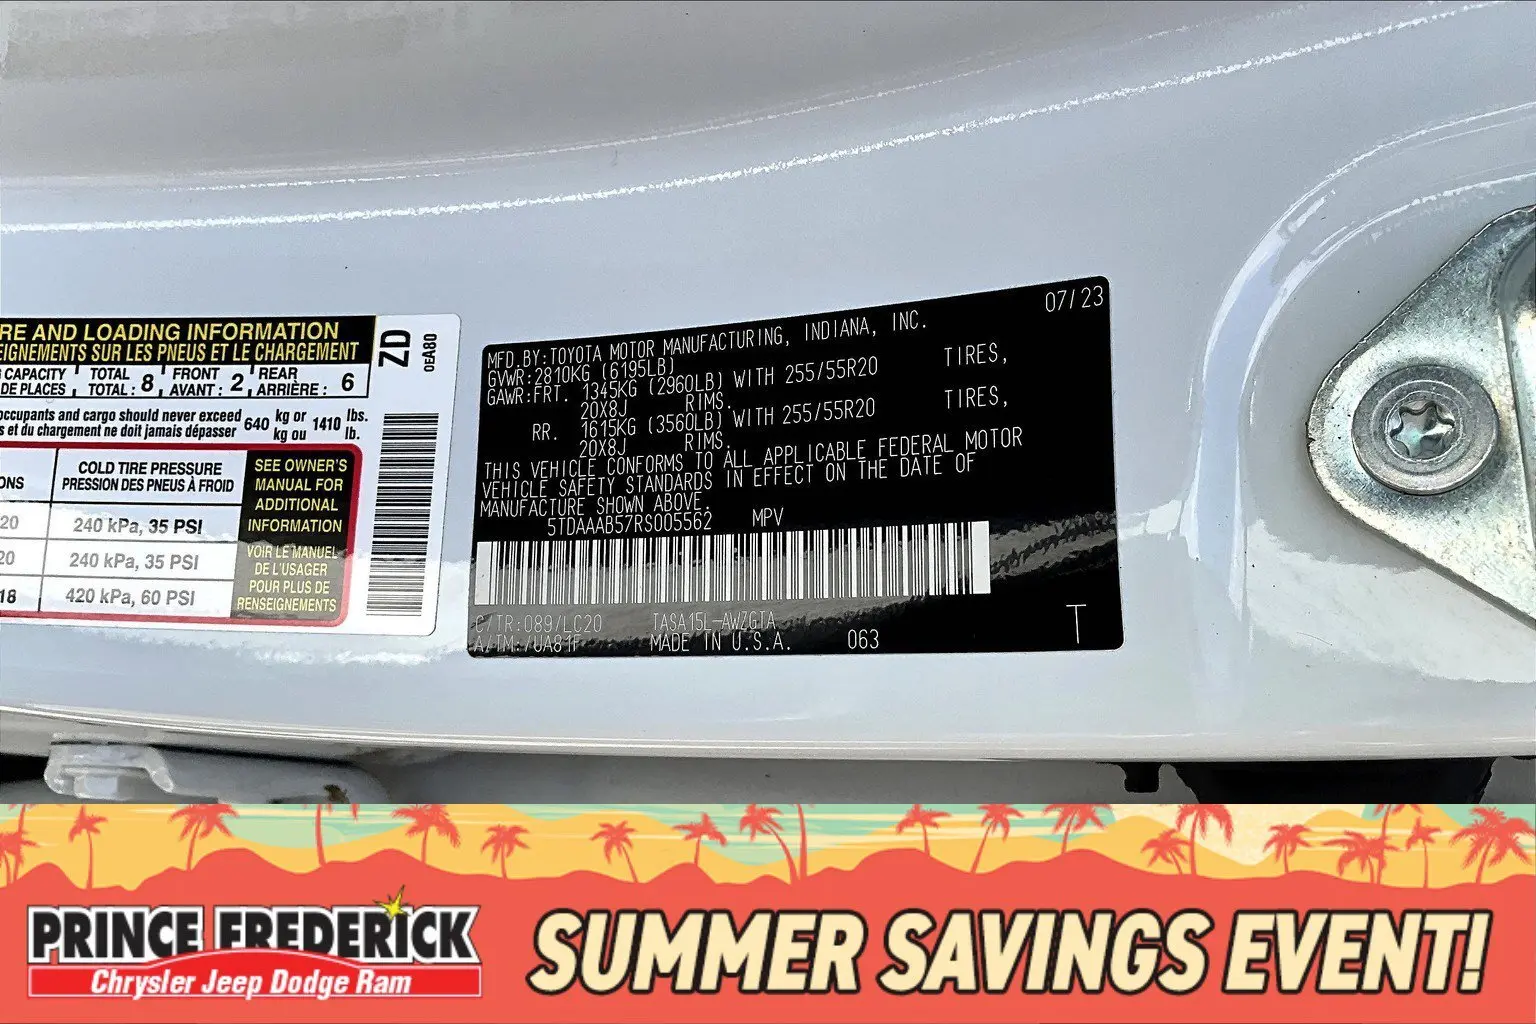 RE AND LOADING INFORMATION
EIGNEMENTS SUR LES PNEUS ET LE CHARGEMENT
CAPACITY TOTAL FRONT REAR
DE PLACES TOTAL : 8 AVANT : 2 ARRIÈRE : 6
occupants and cargo should never exceed 640 kg or 1410 lbs.
s et du chargement ne doit jamais dépasser kg ou lb.
ONS COLD TIRE PRESSURE
PRESSION DES PNEUS À FROID
20 240 kPa, 35 PSI
20 240 kPa, 35 PSI
18 420 kPa, 60 PSI
SEE OWNER'S
MANUAL FOR
ADDITIONAL
INFORMATION
VOIR LE MANUEL
DE L'USAGER
POUR PLUS DE
RENSEIGNEMENTS
ZD
0EA80
07/23
MFD.BY:TOYOTA MOTOR MANUFACTURING, INDIANA, INC.
GVWR:2810KG (6195LB)
GAWR:FRT. 1345KG (2960LB) WITH 255/55R20 TIRES,
20X8J RIMS.
RR. 1615KG (3560LB) WITH 255/55R20 TIRES,
20X8J RIMS.
THIS VEHICLE CONFORMS TO ALL APPLICABLE FEDERAL MOTOR
VEHICLE SAFETY STANDARDS IN EFFECT ON THE DATE OF
MANUFACTURE SHOWN ABOVE.
5TDAAAB57RS005562 MPV
C/TR:089/LC20 TASA15L-AWZGTA
MADE IN U.S.A. 063
T
PRINCE FREDERICK
Chrysler Jeep Dodge Ram
SUMMER SAVINGS EVENT!